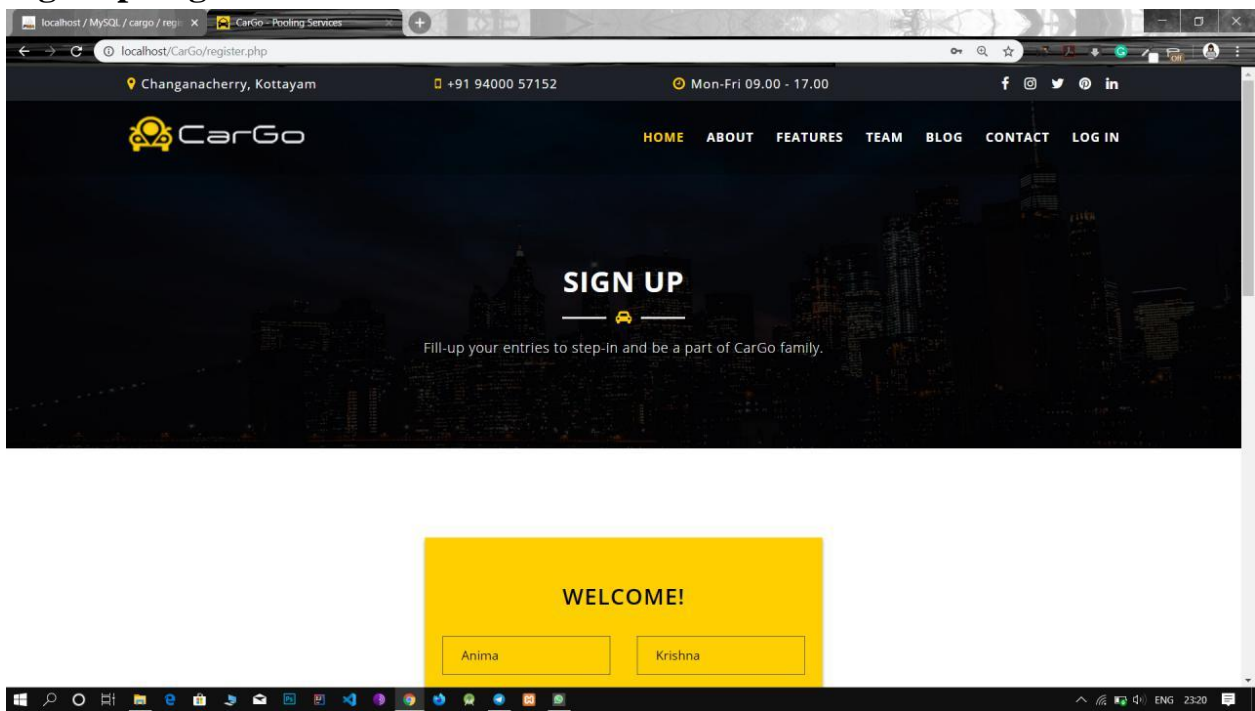 localhost / MySQL / cargo / regi
CarGo - Pooling Services
localhost/CarGo/register.php
Changanacherry, Kottayam
+91 94000 57152
Mon-Fri 09.00 - 17.00
CarGo
HOME ABOUT FEATURES TEAM BLOG CONTACT LOG IN
SIGN UP
Fill-up your entries to step-in and be a part of CarGo family.
WELCOME!
Anima
Krishna
ENG 23:20